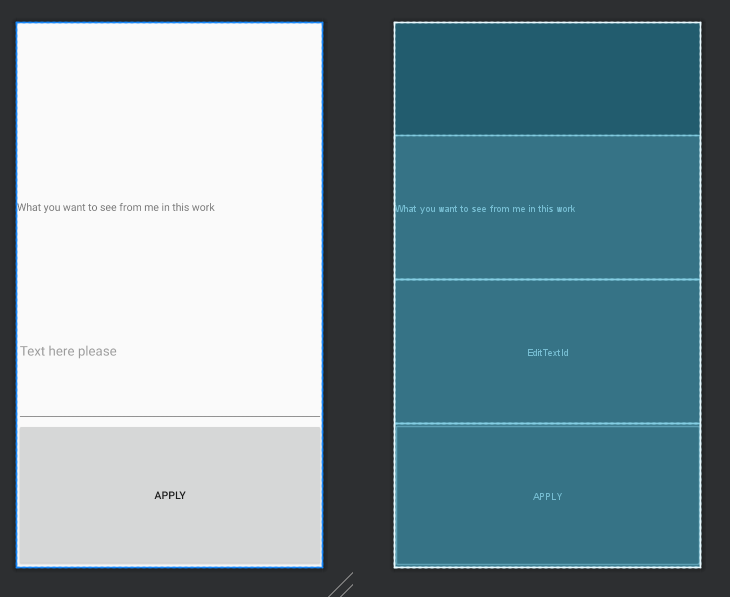 What you want to see from me in this work
Text here please
APPLY
What you want to see from me in this work
EditTextId
APPLY